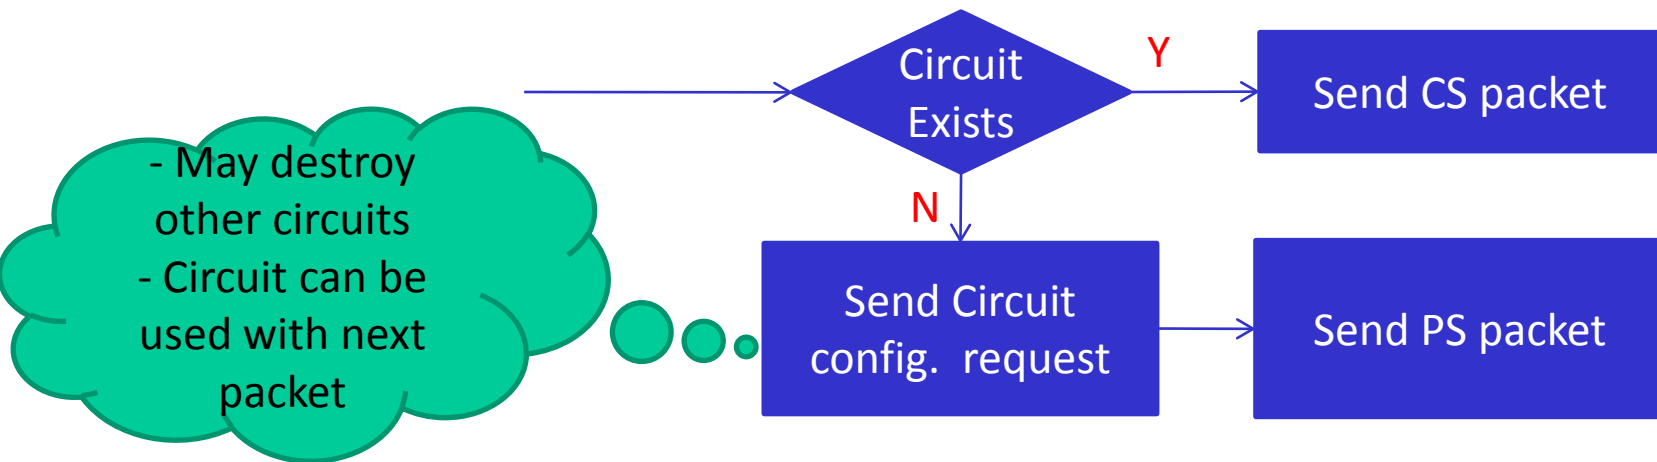 Circuit
Exists
Y
Send CS packet
N
- May destroy
other circuits
- Circuit can be
used with next
packet
Send Circuit
config.  request
Send PS packet